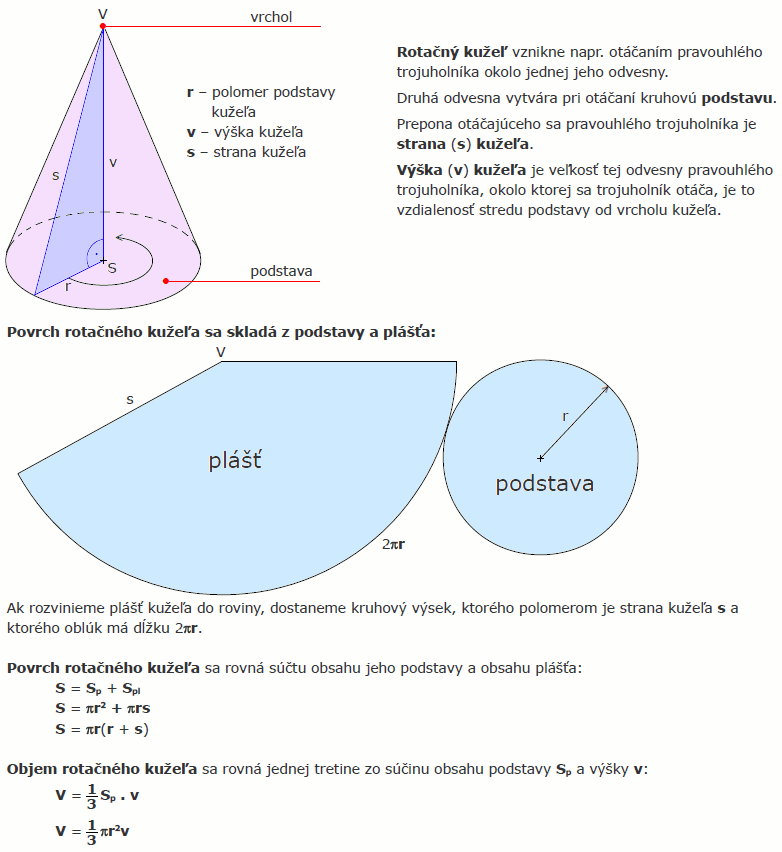 V
vrchol
r – polomer podstavy
kužeľa
v – výška kužeľa
s – strana kužeľa
s
v
S
r
podstava
Rotačný kužeľ vznikne napr. otáčaním pravouhlého
trojuholníka okolo jednej jeho odvesny.
Druhá odvesna vytvára pri otáčaní kruhovú podstavu.
Prepona otáčajúceho sa pravouhlého trojuholníka je
strana (s) kužeľa.
Výška (v) kužeľa je veľkosť tej odvesny pravouhlého
trojuholníka, okolo ktorej sa trojuholník otáča, je to
vzdialenosť stredu podstavy od vrcholu kužeľa.
Povrch rotačného kužeľa sa skladá z podstavy a plášťa:
V
s
plášť
2πr
r
podstava
Ak rozvinieme plášť kužeľa do roviny, dostaneme kruhový výsek, ktorého polomerom je strana kužeľa s a
ktorého oblúk má dĺžku 2πr.
Povrch rotačného kužeľa sa rovná súčtu obsahu jeho podstavy a obsahu plášťa:
S = Sₚ + Sₚₗ
S = πr² + πrs
S = πr(r + s)
Objem rotačného kužeľa sa rovná jednej tretine zo súčinu obsahu podstavy Sₚ a výšky v:
V = 1/3 Sₚ . v
V = 1/3 πr²v